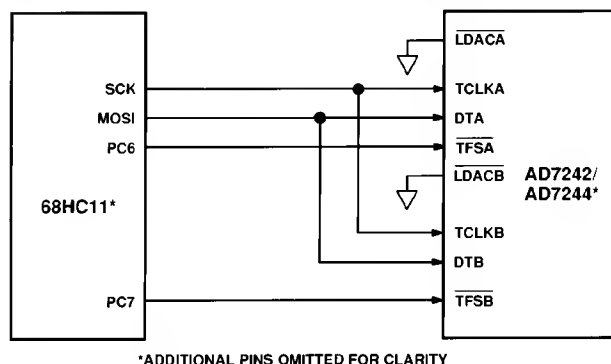 LDACA
SCK
TCLKA
MOSI
DTA
PC6
TFSA
LDACB
68HC11*
AD7242/
AD7244*
TCLKB
DTB
PC7
TFSB
*ADDITIONAL PINS OMITTED FOR CLARITY